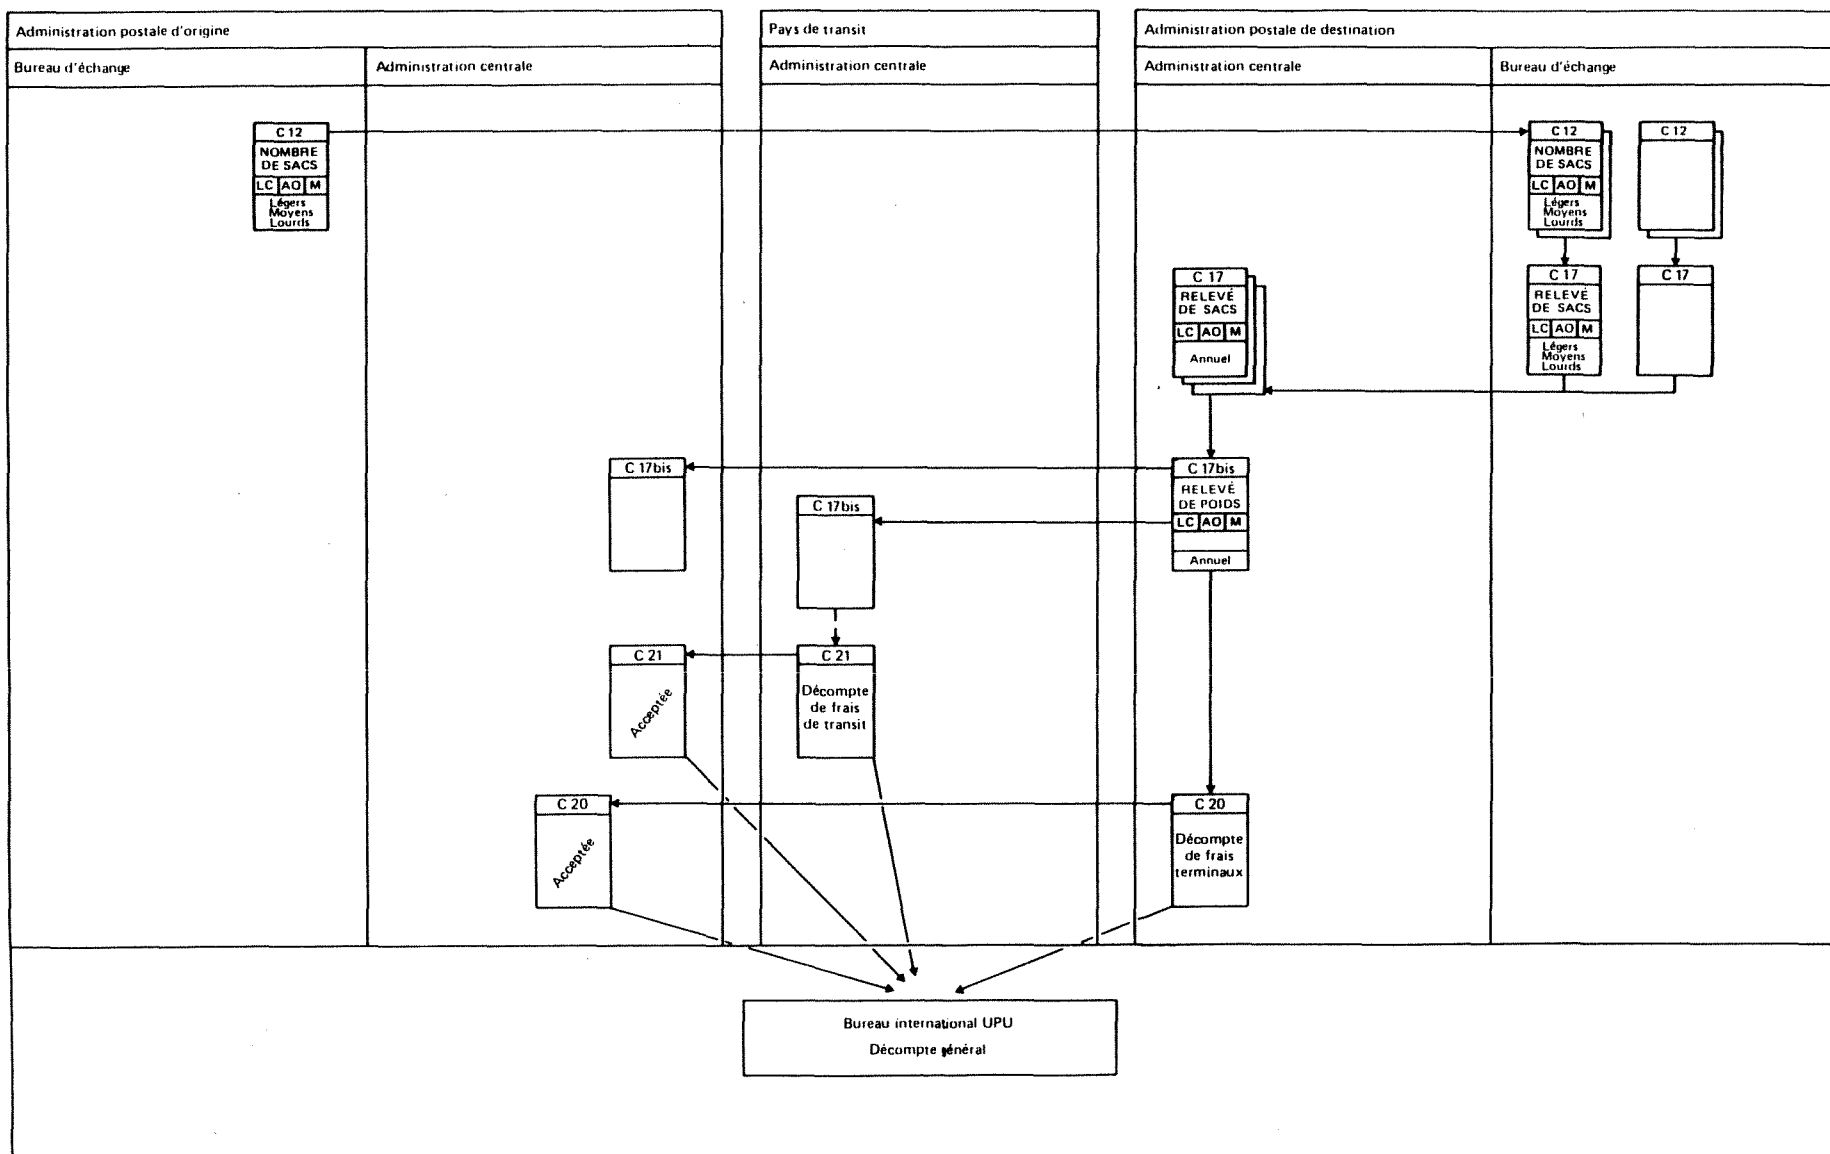 Administration postale d'origine
Pays de transit
Administration postale de destination
Bureau d'échange
Administration centrale
Administration centrale
Administration centrale
Bureau d'échange
C 12
NOMBRE
DE SACS
LC AO M
Légers
Moyens
Lourds
C 12
NOMBRE
DE SACS
LC AO M
Légers
Moyens
Lourds
C 12
C 17
RELEVÉ
DE SACS
LC AO M
Annuel
C 17
RELEVÉ
DE SACS
LC AO M
Légers
Moyens
Lourds
C 17
C 17bis
C 17bis
C 17bis
RELEVÉ
DE POIDS
LC AO M
Annuel
C 21
Acceptée
C 21
Décompte
de frais
de transit
C 20
Acceptée
C 20
Décompte
de frais
terminaux
Bureau international UPU
Décompte général